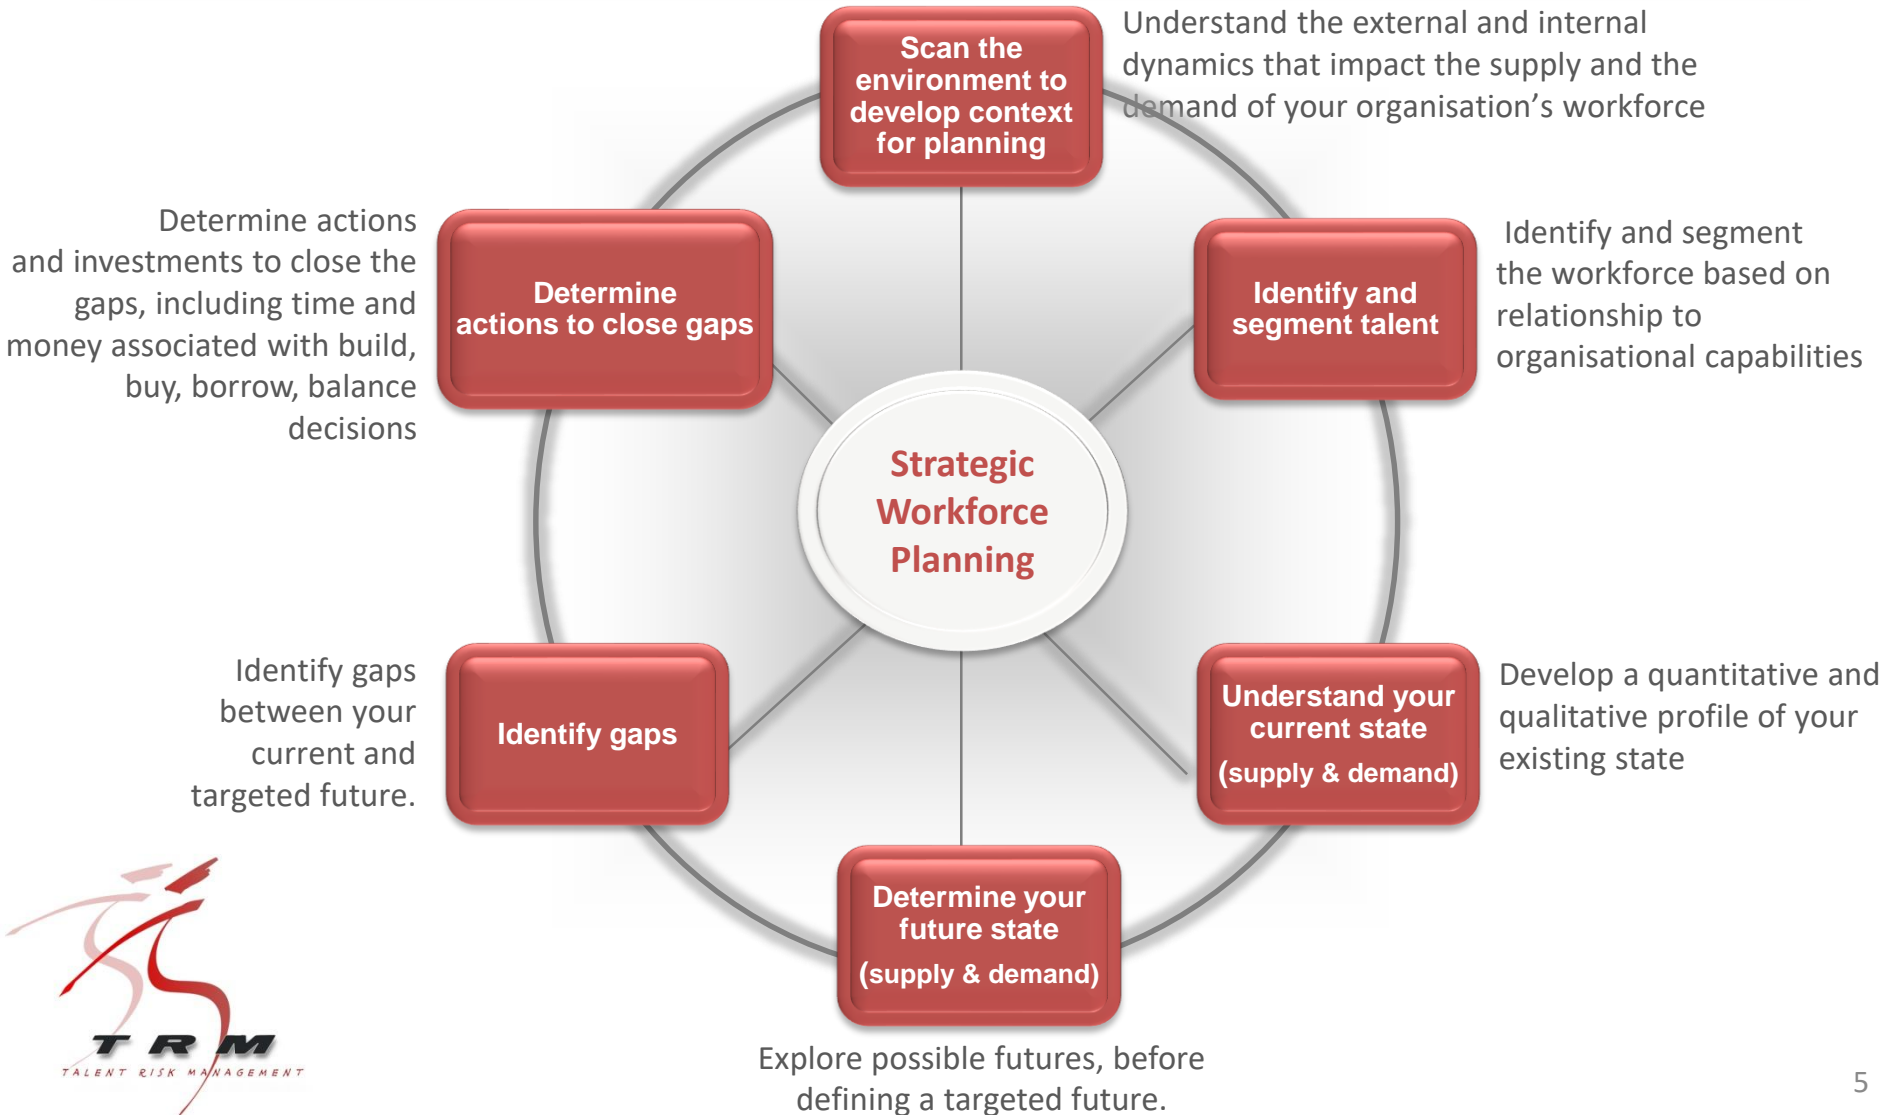 Scan the
environment to
develop context
for planning
Understand the external and internal
dynamics that impact the supply and the
demand of your organisation’s workforce
Identify and
segment talent
Identify and segment
the workforce based on
relationship to
organisational capabilities
Understand your
current state
(supply & demand)
Develop a quantitative and
qualitative profile of your
existing state
Determine your
future state
(supply & demand)
Explore possible futures, before
defining a targeted future.
Identify gaps
Identify gaps
between your
current and
targeted future.
Determine
actions to close gaps
Determine actions
and investments to close the
gaps, including time and
money associated with build,
buy, borrow, balance
decisions
Strategic
Workforce
Planning
TRM
TALENT RISK MANAGEMENT
5